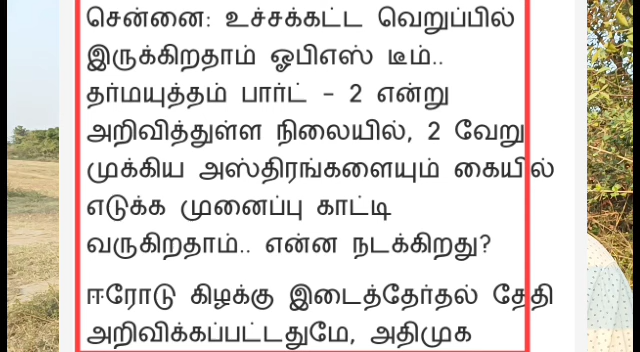 சென்னை: உச்சக்கட்ட வெறுப்பில்
இருக்கிறதாம் ஓபிஎஸ் டீம்..
தர்மயுத்தம் பார்ட் - 2 என்று
அறிவித்துள்ள நிலையில், 2 வேறு
முக்கிய அஸ்திரங்களையும் கையில்
எடுக்க முனைப்பு காட்டி
வருகிறதாம்.. என்ன நடக்கிறது?
ஈரோடு கிழக்கு இடைத்தேர்தல் தேதி
அறிவிக்கப்பட்டதுமே, அதிமுக